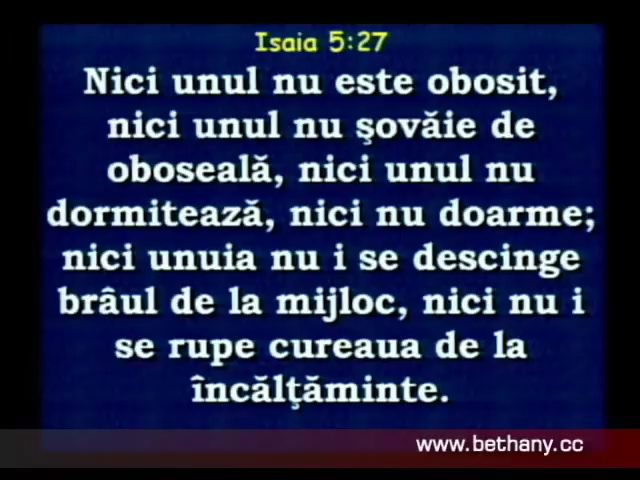 Isaia 5:27
Nici unul nu este obosit,
nici unul nu şovăie de
oboseală, nici unul nu
dormitează, nici nu doarme;
nici unuia nu i se descinge
brâul de la mijloc, nici nu i
se rupe cureaua de la
încălţăminte.
www.bethany.cc